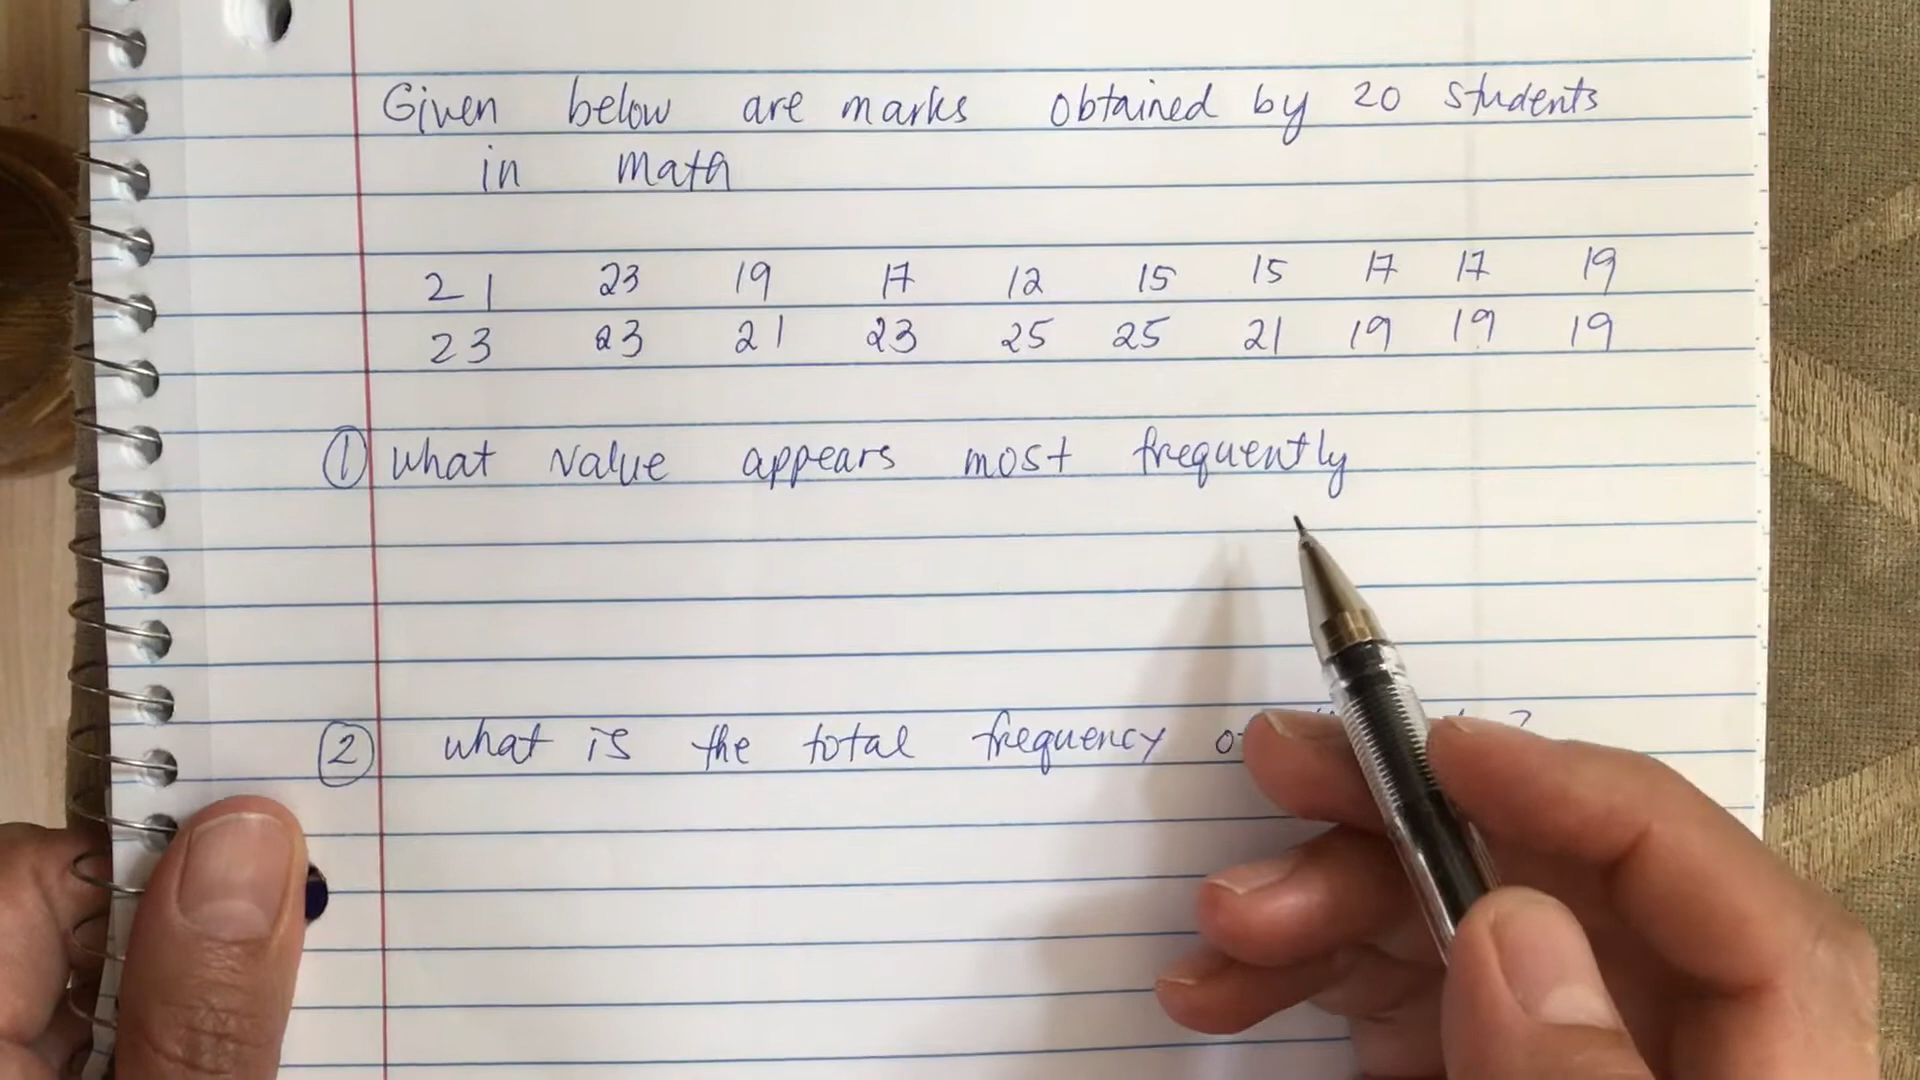 Given below are marks obtained by 20 students
in math
21 23 19 17 12 15 15 17 17 19
23 23 21 23 25 25 21 19 19 19
① what value appears most frequently
② what is the total frequency